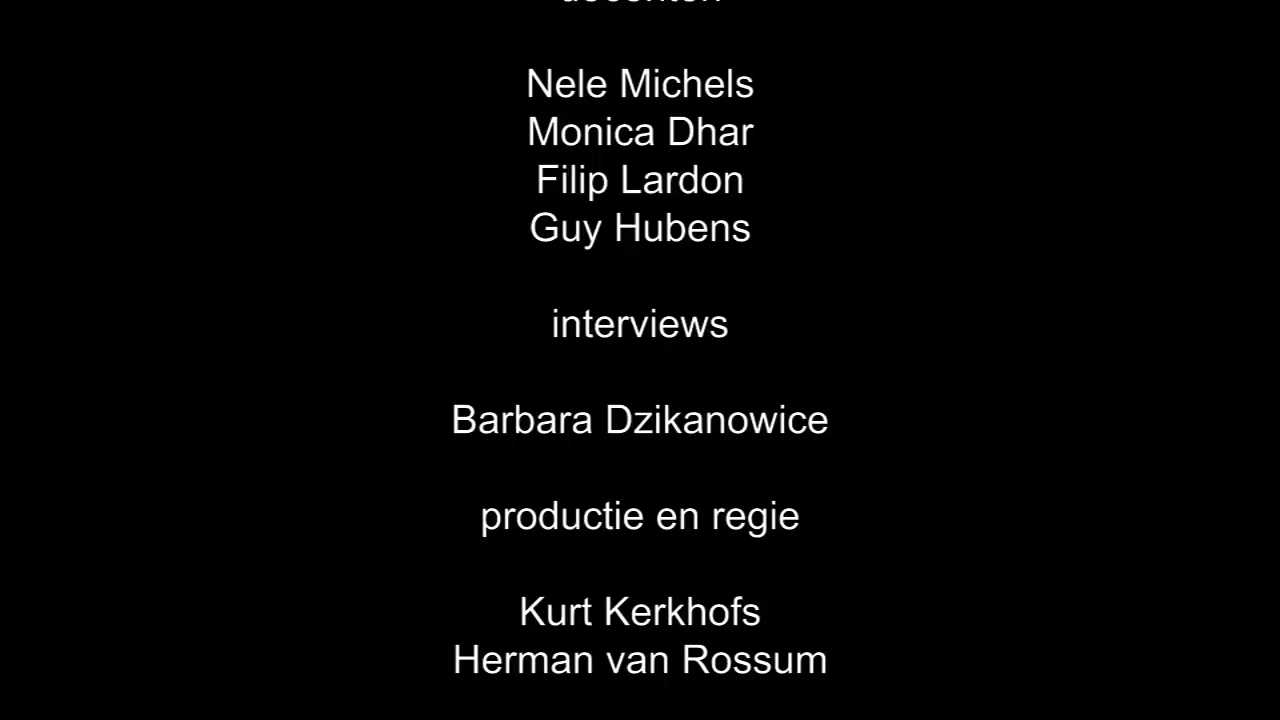 Nele Michels
Monica Dhar
Filip Lardon
Guy Hubens
interviews
Barbara Dzikanowice
productie en regie
Kurt Kerkhofs
Herman van Rossum